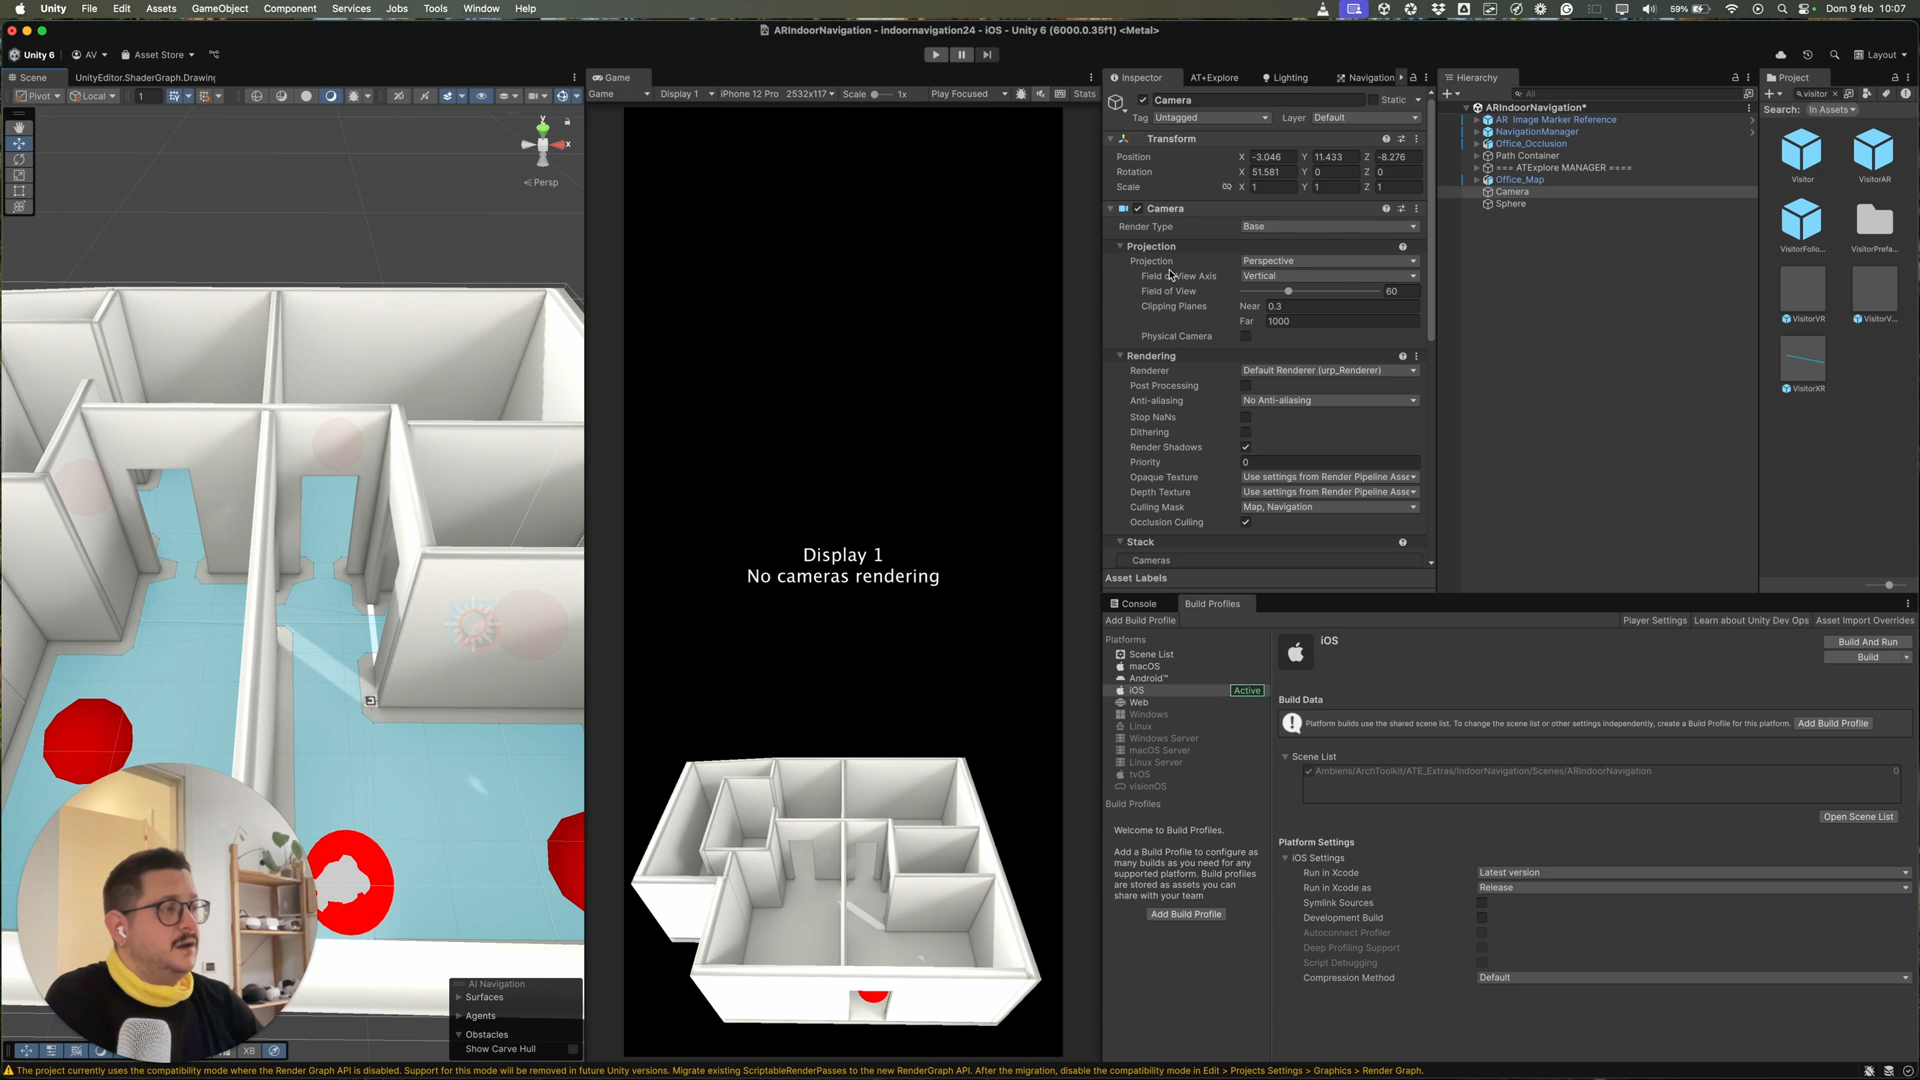 Unity File Edit Assets GameObject Component Services Jobs Tools Window Help
59% Dom 9 feb 10:07
ARIndoorNavigation - indoornavigation24 - iOS - Unity 6 (6000.0.35f1) <Metal>
Unity 6 AV Asset Store
Layout
Scene UnityEditor.ShaderGraph.Drawing
Pivot Local 1
Y
X
Persp
AI Navigation
Surfaces
Agents
Obstacles
Show Carve Hull
XB
Game
Game Display 1 iPhone 12 Pro 2532x117 Scale 1x Play Focused Stats
Display 1
No cameras rendering
Inspector AT+Explore Lighting Navigation
Camera Static
Tag Untagged Layer Default
Transform
Position X -3.046 Y 11.433 Z -8.276
Rotation X 51.581 Y 0 Z 0
Scale X 1 Y 1 Z 1
Camera
Render Type Base
Projection
Projection Perspective
Field of View Axis Vertical
Field of View 60
Clipping Planes Near 0.3
Far 1000
Physical Camera
Rendering
Renderer Default Renderer (urp_Renderer)
Post Processing
Anti-aliasing No Anti-aliasing
Stop NaNs
Dithering
Render Shadows
Priority 0
Opaque Texture Use settings from Render Pipeline Asse
Depth Texture Use settings from Render Pipeline Asse
Culling Mask Map, Navigation
Occlusion Culling
Stack
Cameras
Asset Labels
Hierarchy
All
ARIndoorNavigation*
AR Image Marker Reference
NavigationManager
Office_Occlusion
Path Container
=== ATExplore MANAGER ====
Office_Map
Camera
Sphere
Project
visitor
Search: In Assets
Visitor VisitorAR
VisitorFollo... VisitorPrefa...
VisitorVR VisitorV...
VisitorXR
Console Build Profiles
Add Build Profile Player Settings Learn about Unity Dev Ops Asset Import Overrides
Platforms
Scene List
macOS
Android™
iOS Active
Web
Windows
Linux
Windows Server
macOS Server
Linux Server
tvOS
visionOS
Build Profiles
Welcome to Build Profiles.
Add a Build Profile to configure as
many builds as you need for any
supported platform. Build profiles
are stored as assets you can
share with your team
Add Build Profile
iOS
Build And Run
Build
Build Data
Platform builds use the shared scene list. To change the scene list or other settings independently, create a Build Profile for this platform. Add Build Profile
Scene List
Ambiens/ArchToolkit/ATE_Extras/IndoorNavigation/Scenes/ARIndoorNavigation 0
Open Scene List
Platform Settings
iOS Settings
Run in Xcode Latest version
Run in Xcode as Release
Symlink Sources
Development Build
Autoconnect Profiler
Deep Profiling Support
Script Debugging
Compression Method Default
The project currently uses the compatibility mode where the Render Graph API is disabled. Support for this mode will be removed in future Unity versions. Migrate existing ScriptableRenderPasses to the new RenderGraph API. After the migration, disable the compatibility mode in Edit > Projects Settings > Graphics > Render Graph.